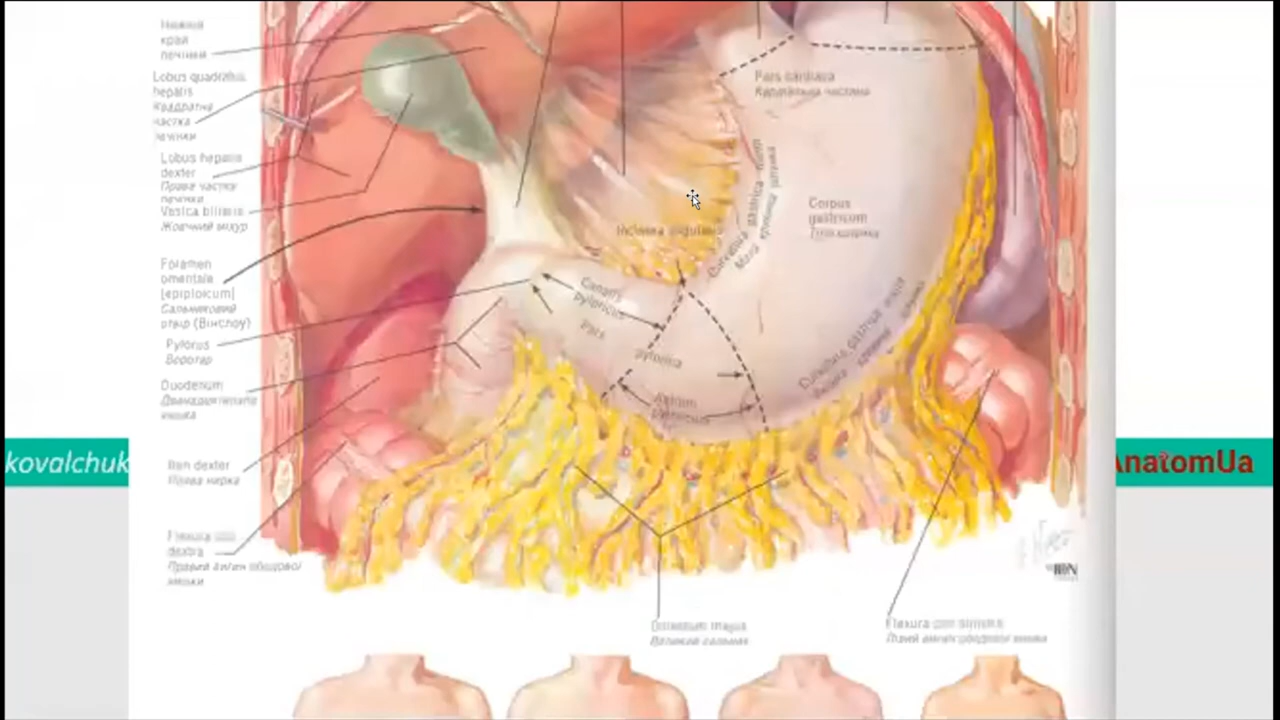 Нижній
край
печінки
Lobus quadratus
hepatis
Квадратна
частка
печінки
Lobus hepatis
dexter
Права частка
печінки
Vesica biliaris
Жовчний міхур
Foramen
omentale
[epiploicum]
Сальниковий
отвір (Вінслоу)
Pylorus
Воротар
Duodenum
Дванадцятипала
кишка
Ren dexter
Права нирка
Flexura coli
dextra
Правий вигин ободової
кишки
Pars cardiaca
Кардіальна частина
Corpus
gastricum
Тіло шлунка
Curvatura gastrica minor
Мала кривина шлунка
Incisura angularis
Canalis
pyloricus
Pars
pylorica
Antrum
pyloricum
Curvatura gastrica major
Велика кривина шлунка
Omentum majus
Великий сальник
Flexura coli sinistra
Лівий вигин ободової кишки
kovalchuk
AnatomUa